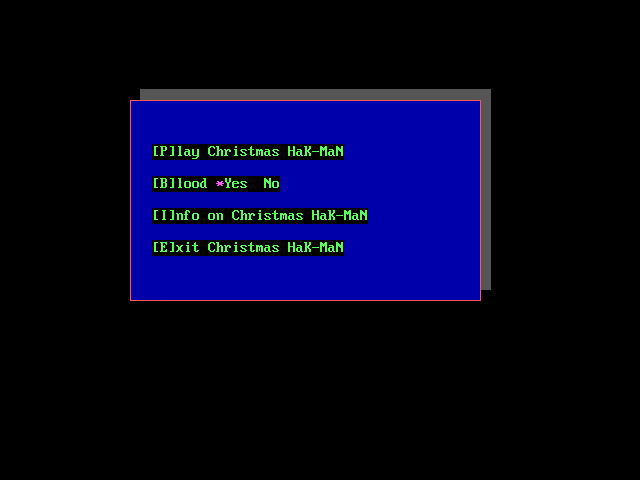 [P]lay Christmas HaK-MaN
[B]lood *Yes  No
[I]nfo on Christmas HaK-MaN
[E]xit Christmas HaK-MaN